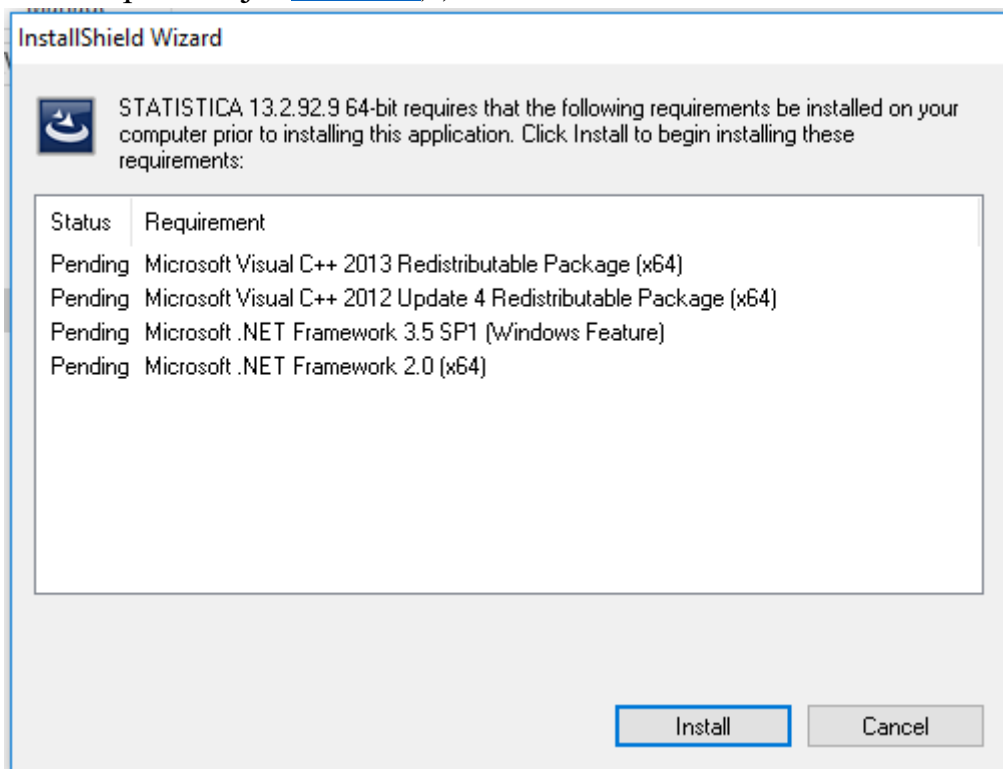 InstallShield Wizard
STATISTICA 13.2.92.9 64-bit requires that the following requirements be installed on your
computer prior to installing this application. Click Install to begin installing these
requirements:
Status Requirement
Pending Microsoft Visual C++ 2013 Redistributable Package (x64)
Pending Microsoft Visual C++ 2012 Update 4 Redistributable Package (x64)
Pending Microsoft .NET Framework 3.5 SP1 (Windows Feature)
Pending Microsoft .NET Framework 2.0 (x64)
Install Cancel